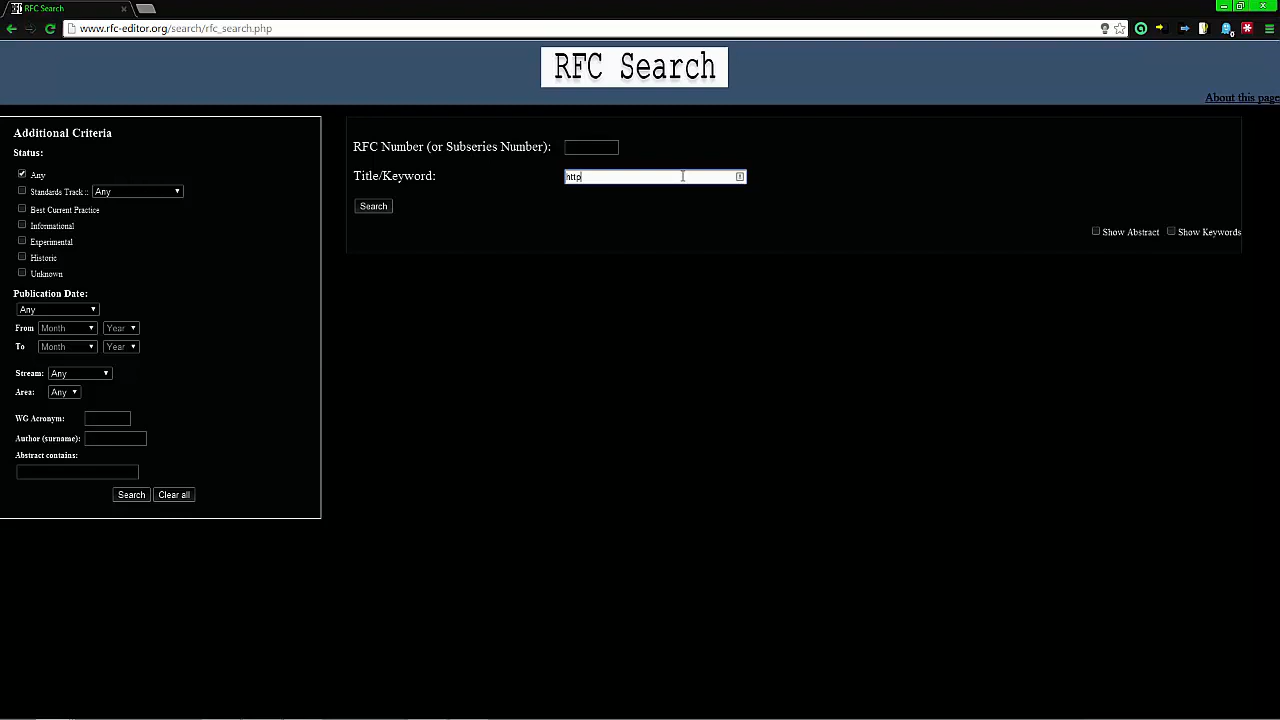 RFC Search
www.rfc-editor.org/search/rfc_search.php
RFC Search
About this page
Additional Criteria
Status:
Any
Standards Track :: Any
Best Current Practice
Informational
Experimental
Historic
Unknown
Publication Date:
Any
From Month Year
To Month Year
Stream: Any
Area: Any
WG Acronym:
Author (surname):
Abstract contains:
Search Clear all
RFC Number (or Subseries Number):
Title/Keyword: http
Search
Show Abstract Show Keywords